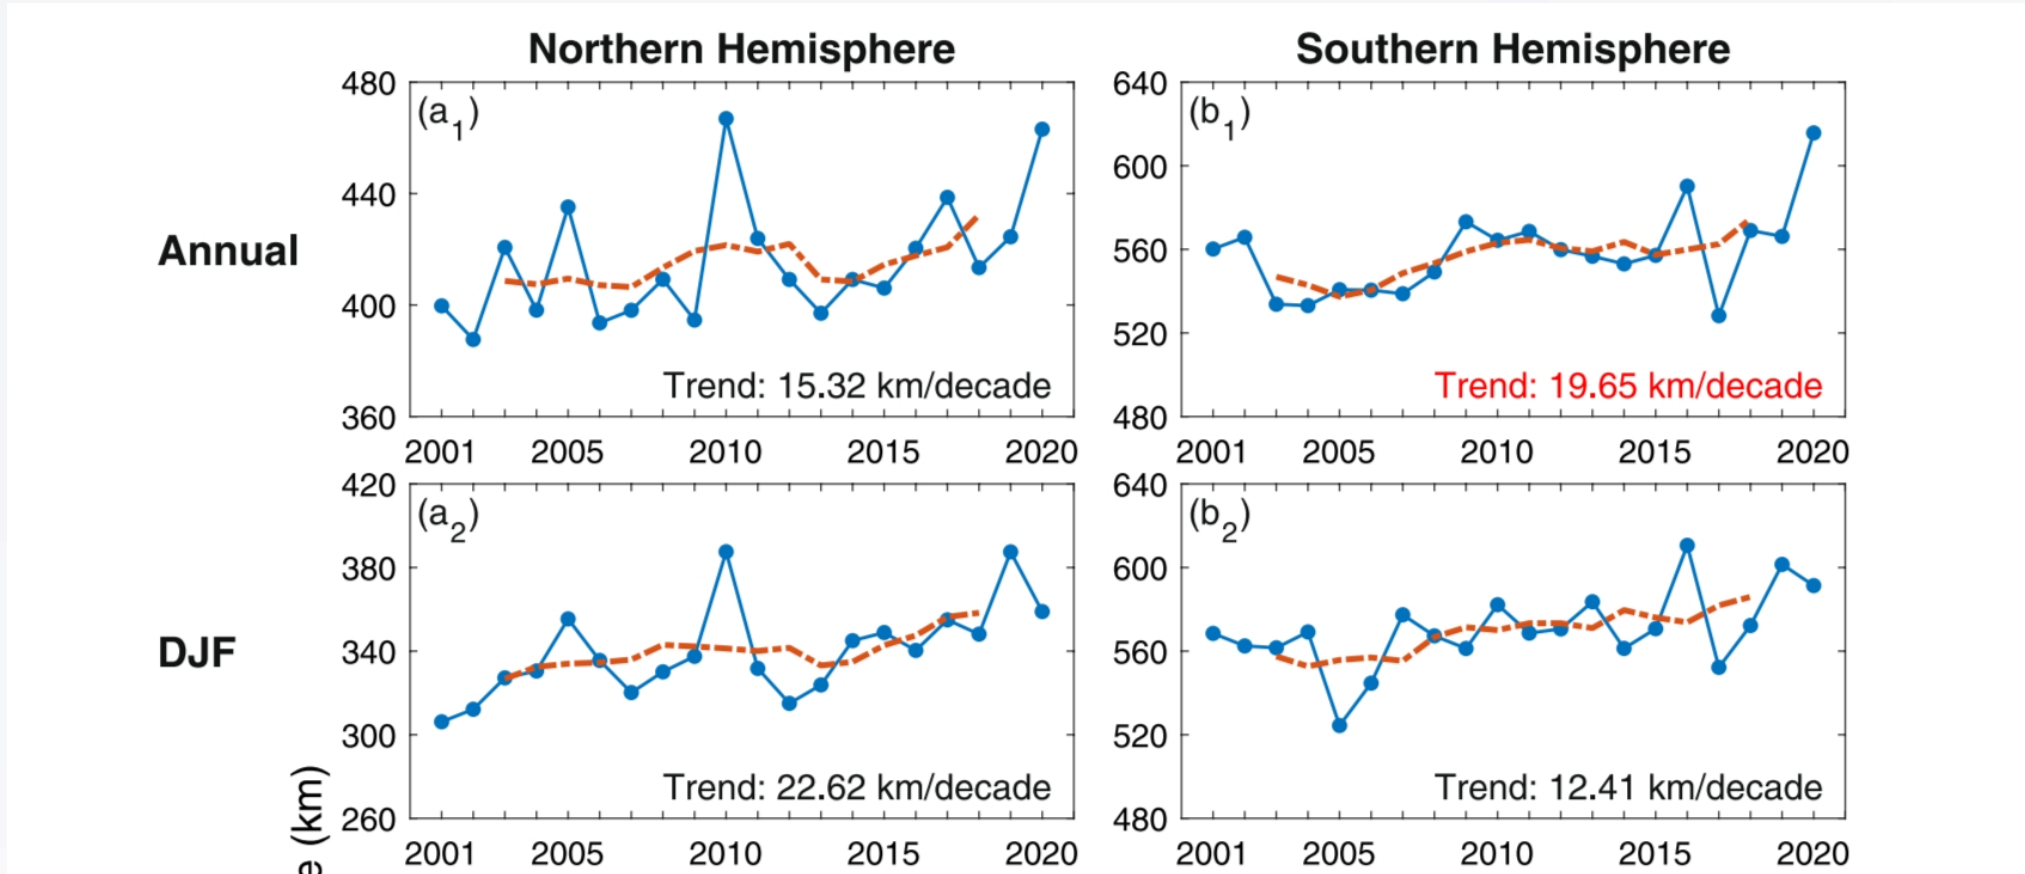 Northern Hemisphere
Southern Hemisphere
Annual
480
440
400
360
(a1)
Trend: 15.32 km/decade
2001 2005 2010 2015 2020
640
600
560
520
480
(b1)
Trend: 19.65 km/decade
2001 2005 2010 2015 2020
DJF
420
380
340
300
260
(a2)
Trend: 22.62 km/decade
2001 2005 2010 2015 2020
640
600
560
520
480
(b2)
Trend: 12.41 km/decade
2001 2005 2010 2015 2020
e (km)